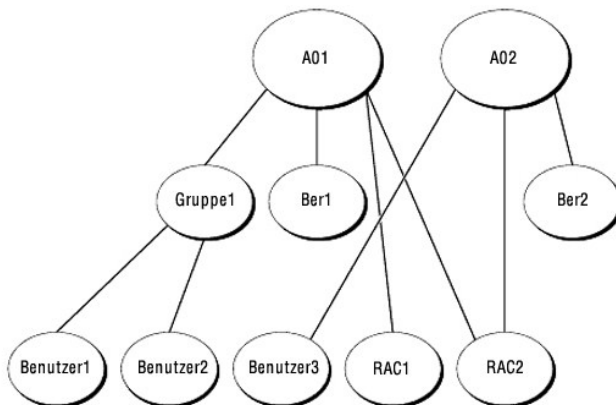 A01
A02
Gruppe1
Ber1
Ber2
Benutzer1
Benutzer2
Benutzer3
RAC1
RAC2